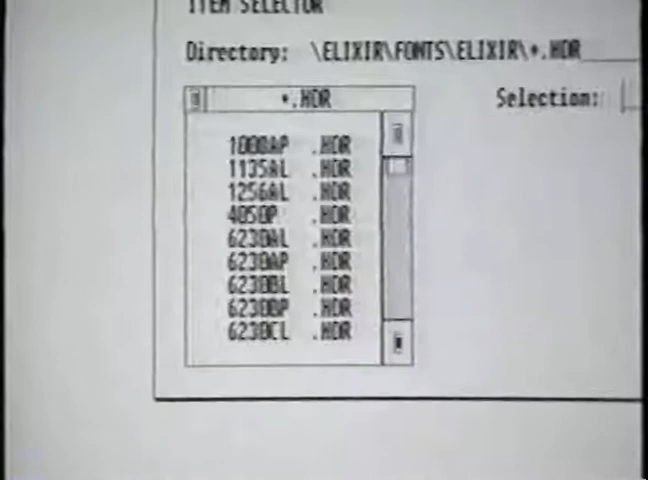 ITEM SELECTOR
Directory: \ELIXIR\FONTS\ELIXIR\*.HDR
*.HDR
Selection:
1000AP .HDR
1135AL .HDR
1256AL .HDR
4050P .HDR
6230AL .HDR
6230AP .HDR
6230BL .HDR
6230BP .HDR
6230CL .HDR